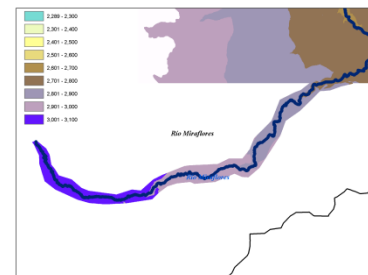 2,288 - 2,300
2,301 - 2,400
2,401 - 2,500
2,501 - 2,600
2,601 - 2,700
2,701 - 2,800
2,801 - 2,900
2,901 - 3,000
3,001 - 3,100
Rio Miraflores
Rio Miraflores